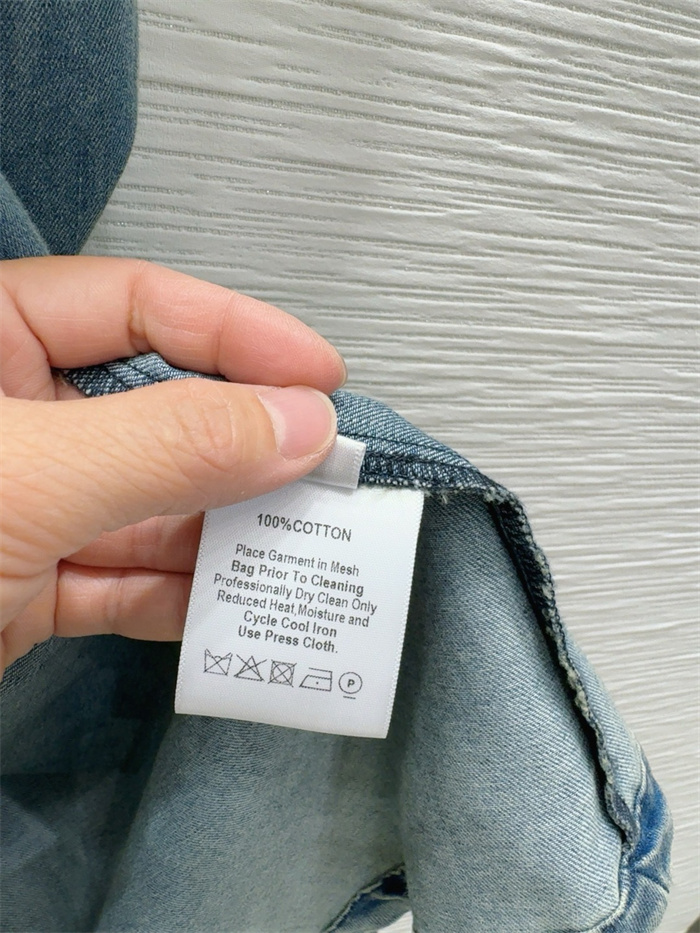 100%COTTON
Place Garment in Mesh
Bag Prior To Cleaning
Professionally Dry Clean Only
Reduced Heat,Moisture and
Cycle Cool Iron
Use Press Cloth.
P